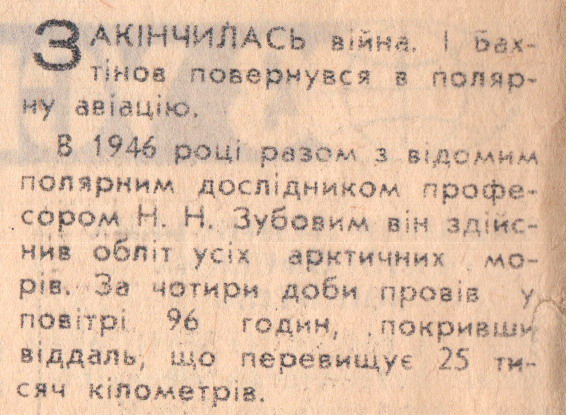 ЗАКІНЧИЛАСЬ війна. І Бах-
тінов повернувся в поляр-
ну авіацію.
В 1946 році разом з відомим
полярним дослідником профе-
сором Н. Н. Зубовим він здійс-
нив обліт усіх арктичних мо-
рів. За чотири доби провів у
повітрі 96 годин, покривши
віддаль, що перевищує 25 ти-
сяч кілометрів.